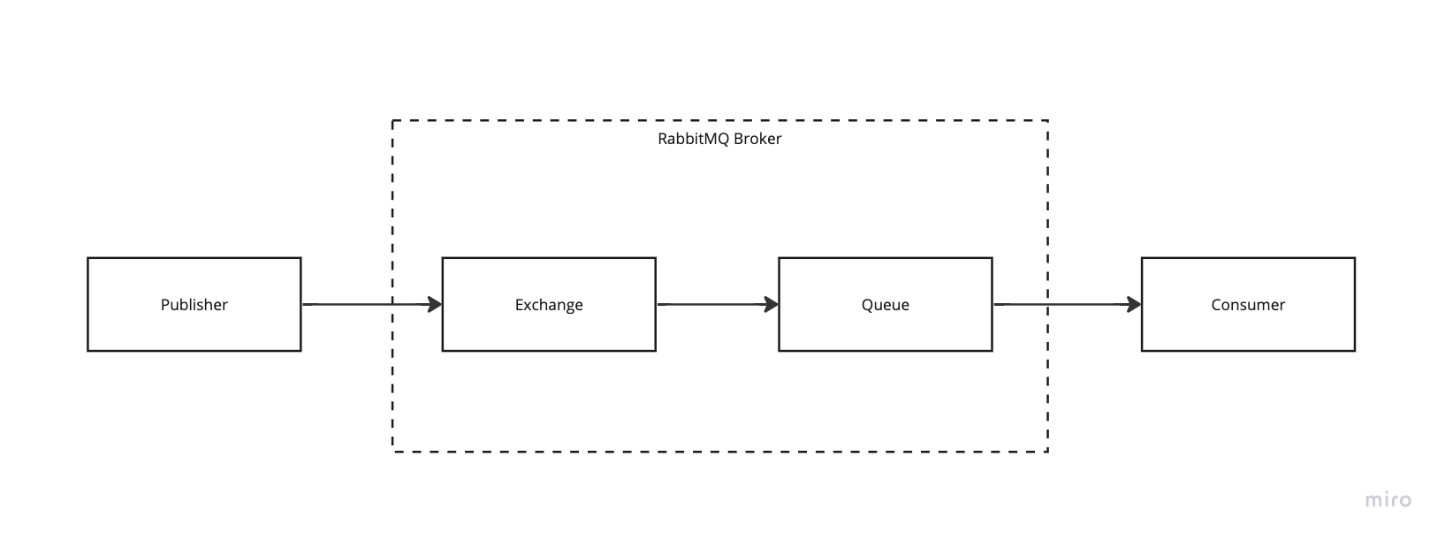 RabbitMQ Broker
Publisher
Exchange
Queue
Consumer
miro